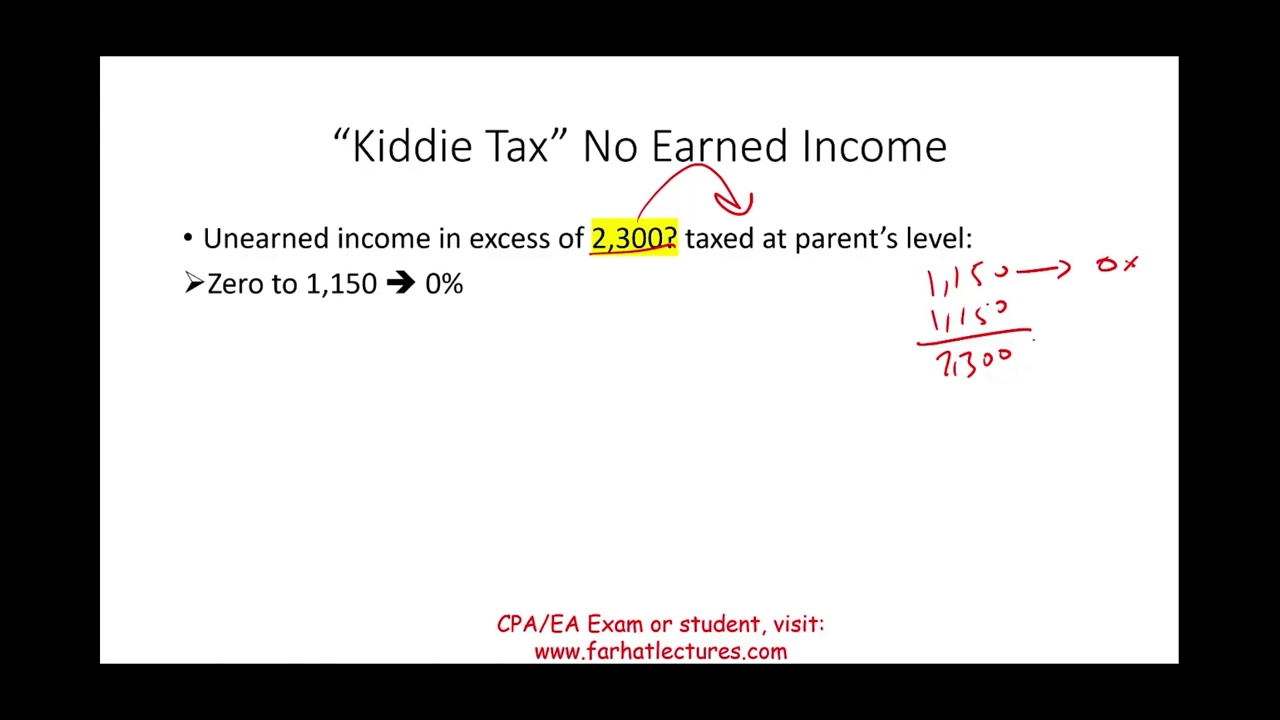 “Kiddie Tax” No Earned Income
• Unearned income in excess of 2,300? taxed at parent’s level:
➢Zero to 1,150 🡺 0%
1,150 → 0%
1,150
2,300
CPA/EA Exam or student, visit:
www.farhatlectures.com